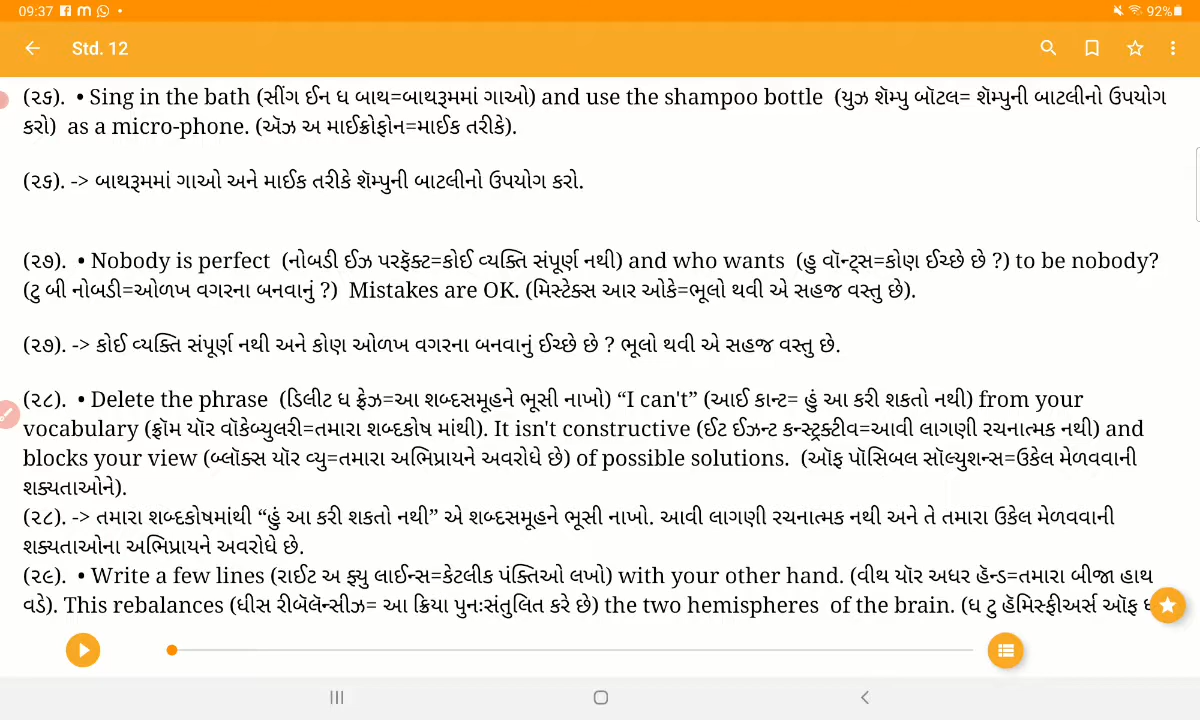 09:37
92%
Std. 12
(૨૬). • Sing in the bath (સીંગ ઈન ધ બાથ=બાથરૂમમાં ગાઓ) and use the shampoo bottle (યુઝ શૅમ્પુ બૉટલ= શૅમ્પુની બાટલીનો ઉપયોગ
કરો) as a micro-phone. (ઍઝ અ માઈક્રોફોન=માઈક તરીકે).
(૨૬). -> બાથરૂમમાં ગાઓ અને માઈક તરીકે શૅમ્પુની બાટલીનો ઉપયોગ કરો.
(૨૭). • Nobody is perfect (નોબડી ઈઝ પરફૅક્ટ=કોઈ વ્યક્તિ સંપૂર્ણ નથી) and who wants (હુ વૉન્ટ્સ=કોણ ઈચ્છે છે ?) to be nobody?
(ટુ બી નોબડી=ઓળખ વગરના બનવાનું ?) Mistakes are OK. (મિસ્ટેક્સ આર ઓકે=ભૂલો થવી એ સહજ વસ્તુ છે).
(૨૭). -> કોઈ વ્યક્તિ સંપૂર્ણ નથી અને કોણ ઓળખ વગરના બનવાનું ઈચ્છે છે ? ભૂલો થવી એ સહજ વસ્તુ છે.
(૨૮). • Delete the phrase (ડિલીટ ધ ફ્રેઝ=આ શબ્દસમૂહને ભૂસી નાખો) “I can't” (આઈ કાન્ટ= હું આ કરી શકતો નથી) from your
vocabulary (ફ્રૉમ યૉર વૉકેબ્યુલરી=તમારા શબ્દકોષ માંથી). It isn't constructive (ઈટ ઈઝન્ટ કન્સ્ટ્રક્ટીવ=આવી લાગણી રચનાત્મક નથી) and
blocks your view (બ્લૉક્સ યૉર વ્યુ=તમારા અભિપ્રાયને અવરોધે છે) of possible solutions. (ઑફ પૉસિબલ સૉલ્યુશન્સ=ઉકેલ મેળવવાની
શક્યતાઓને).
(૨૮). -> તમારા શબ્દકોષમાંથી “હું આ કરી શકતો નથી” એ શબ્દસમૂહને ભૂસી નાખો. આવી લાગણી રચનાત્મક નથી અને તે તમારા ઉકેલ મેળવવાની
શક્યતાઓના અભિપ્રાયને અવરોધે છે.
(૨૯). • Write a few lines (રાઈટ અ ફ્યુ લાઈન્સ=કેટલીક પંક્તિઓ લખો) with your other hand. (વીથ યૉર અધર હૅન્ડ=તમારા બીજા હાથ
વડે). This rebalances (ધીસ રીબૅલૅન્સીઝ= આ ક્રિયા પુનઃસંતુલિત કરે છે) the two hemispheres of the brain. (ધ ટુ હૅમિસ્ફીઅર્સ ઑફ